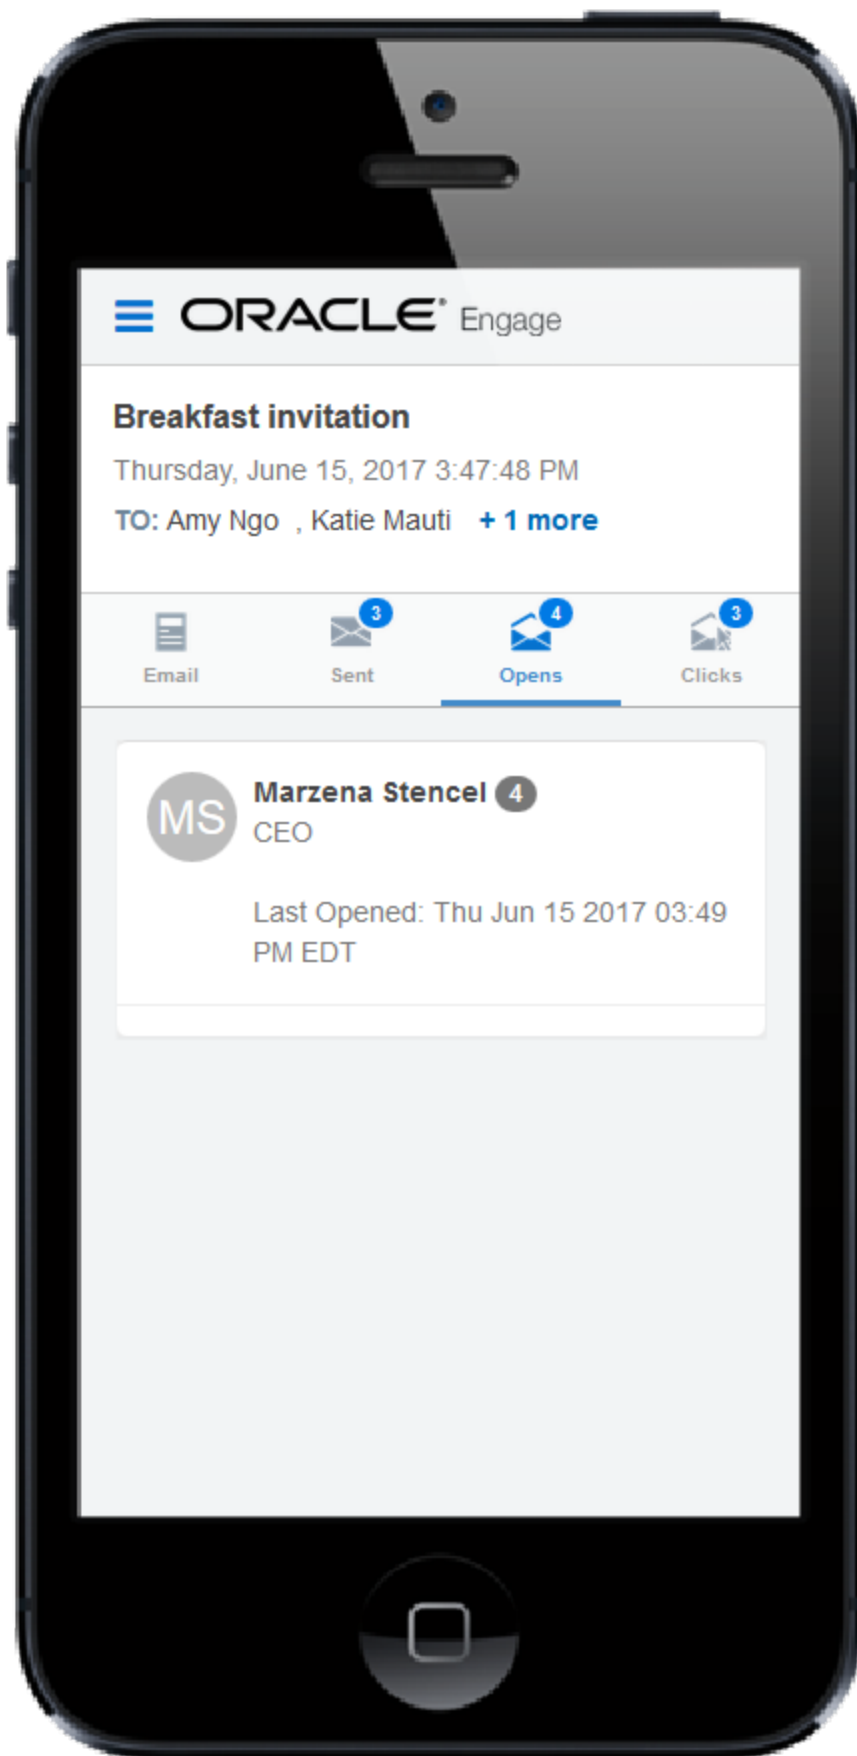 ORACLE® Engage
Breakfast invitation
Thursday, June 15, 2017 3:47:48 PM
TO: Amy Ngo , Katie Mauti + 1 more
3 4 3
Email Sent Opens Clicks
MS Marzena Stencel 4
CEO
Last Opened: Thu Jun 15 2017 03:49
PM EDT